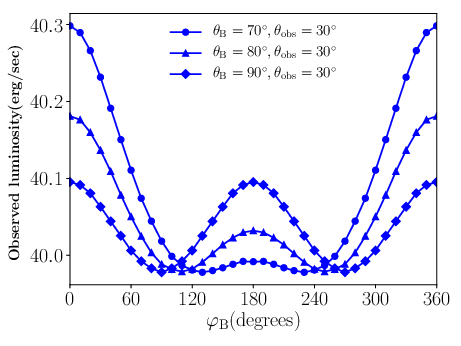 40.3
40.2
40.1
40.0
Observed luminosity(erg/sec)
θB = 70°, θobs = 30°
θB = 80°, θobs = 30°
θB = 90°, θobs = 30°
0 60 120 180 240 300 360
φB(degrees)